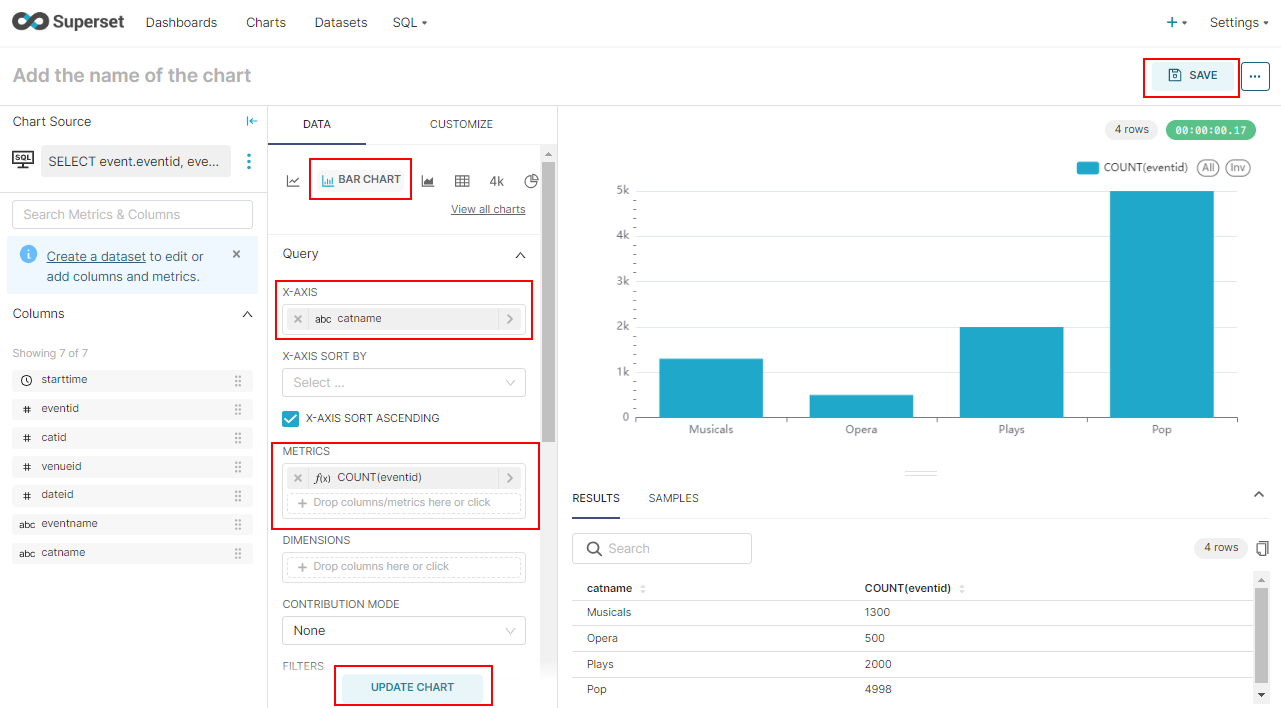 Superset Dashboards Charts Datasets SQL + Settings
Add the name of the chart
SAVE ...
Chart Source
SQL SELECT event.eventid, eve...
Search Metrics & Columns
Create a dataset to edit or
add columns and metrics.
Columns
Showing 7 of 7
starttime
# eventid
# catid
# venueid
# dateid
abc eventname
abc catname
DATA CUSTOMIZE
BAR CHART 4k
View all charts
Query
X-AXIS
abc catname
X-AXIS SORT BY
Select ...
X-AXIS SORT ASCENDING
METRICS
f(x) COUNT(eventid)
+ Drop columns/metrics here or click
DIMENSIONS
+ Drop columns here or click
CONTRIBUTION MODE
None
FILTERS
UPDATE CHART
4 rows 00:00:00.17
COUNT(eventid) All Inv
5k
4k
3k
2k
1k
0
Musicals Opera Plays Pop
RESULTS SAMPLES
Search 4 rows
catname COUNT(eventid)
Musicals 1300
Opera 500
Plays 2000
Pop 4998